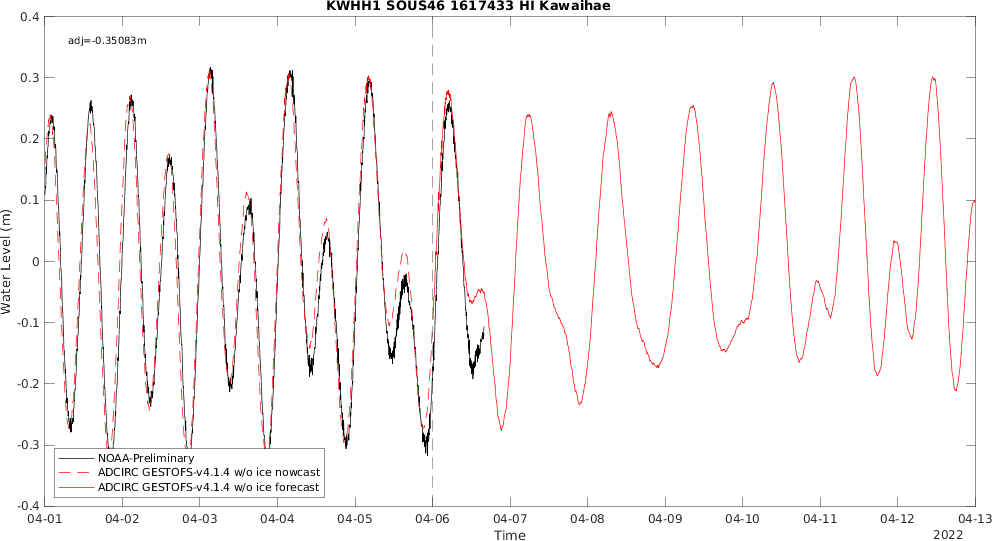 KWHH1 SOUS46 1617433 HI Kawaihae
adj=-0.35083m
Water Level (m)
0.4
0.3
0.2
0.1
0
-0.1
-0.2
-0.3
-0.4
NOAA-Preliminary
ADCIRC GESTOFS-v4.1.4 w/o ice nowcast
ADCIRC GESTOFS-v4.1.4 w/o ice forecast
04-01 04-02 04-03 04-04 04-05 04-06 04-07 04-08 04-09 04-10 04-11 04-12 04-13
Time
2022